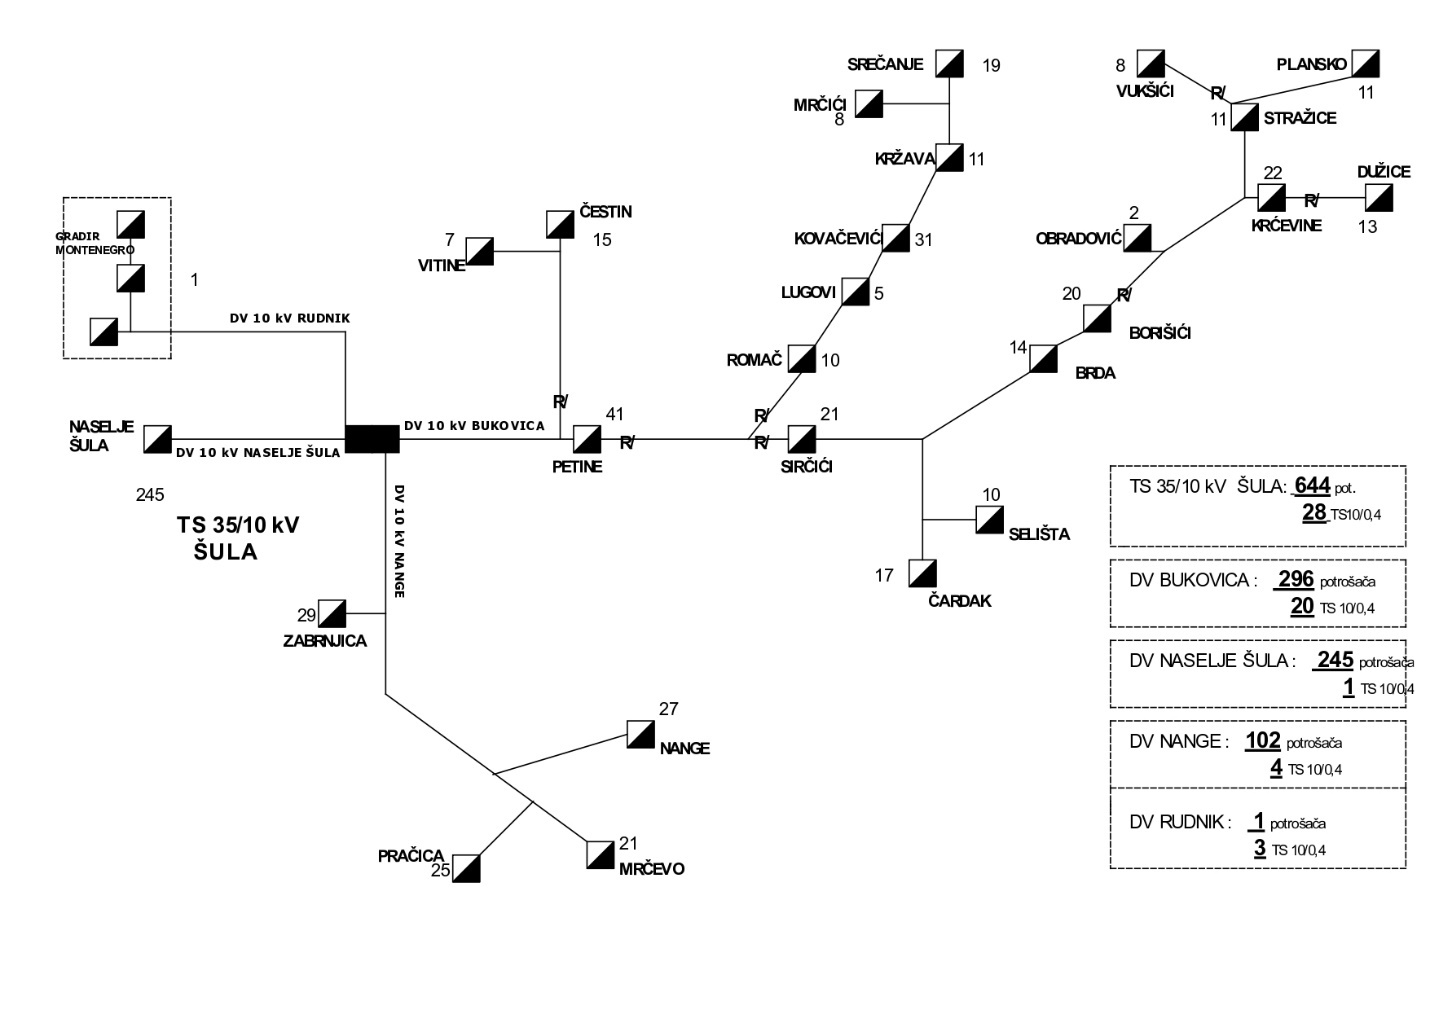 SREČANJE
19
8
VUKŠIĆI
PLANSKO
11
R/
MRČIĆI
8
11
STRAŽICE
KRŽAVA
11
DUŽICE
22
R/
KRĆEVINE
13
ČESTIN
15
7
VITINE
2
OBRADOVIĆ
KOVAČEVIĆI
31
GRADIR
MONTENEGRO
1
LUGOVI
5
20
R/
BORIŠIĆI
DV 10 kV RUDNIK
14
BRDA
ROMAČ
10
R/
41
R/
21
NASELJE
ŠULA
DV 10 kV BUKOVICA
R/
R/
DV 10 kV NASELJE ŠULA
PETINE
SIRČIĆI
245
TS 35/10 kV
ŠULA
DV 10 kV NANGE
10
SELIŠTA
17
ČARDAK
29
ZABRNJICA
27
NANGE
PRAČICA
25
21
MRČEVO
TS 35/10 kV ŠULA: 644 pot.
28 TS10/0,4
DV BUKOVICA : 296 potrošača
20 TS 10/0,4
DV NASELJE ŠULA : 245 potrošača
1 TS 10/0,4
DV NANGE : 102 potrošača
4 TS 10/0,4
DV RUDNIK : 1 potrošača
3 TS 10/0,4